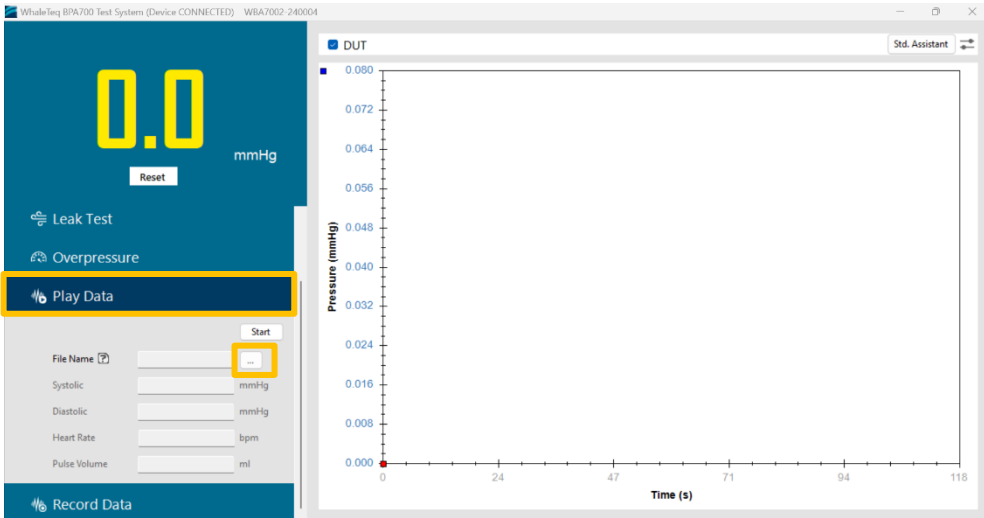 WhaleTeq BPA700 Test System (Device CONNECTED) WBA7002-240004
0.0
mmHg
Reset
Leak Test
Overpressure
Play Data
Start
File Name ...
Systolic mmHg
Diastolic mmHg
Heart Rate bpm
Pulse Volume ml
Record Data
DUT
Std. Assistant
Pressure (mmHg)
0.080
0.072
0.064
0.056
0.048
0.040
0.032
0.024
0.016
0.008
0.000
0 24 47 71 94 118
Time (s)